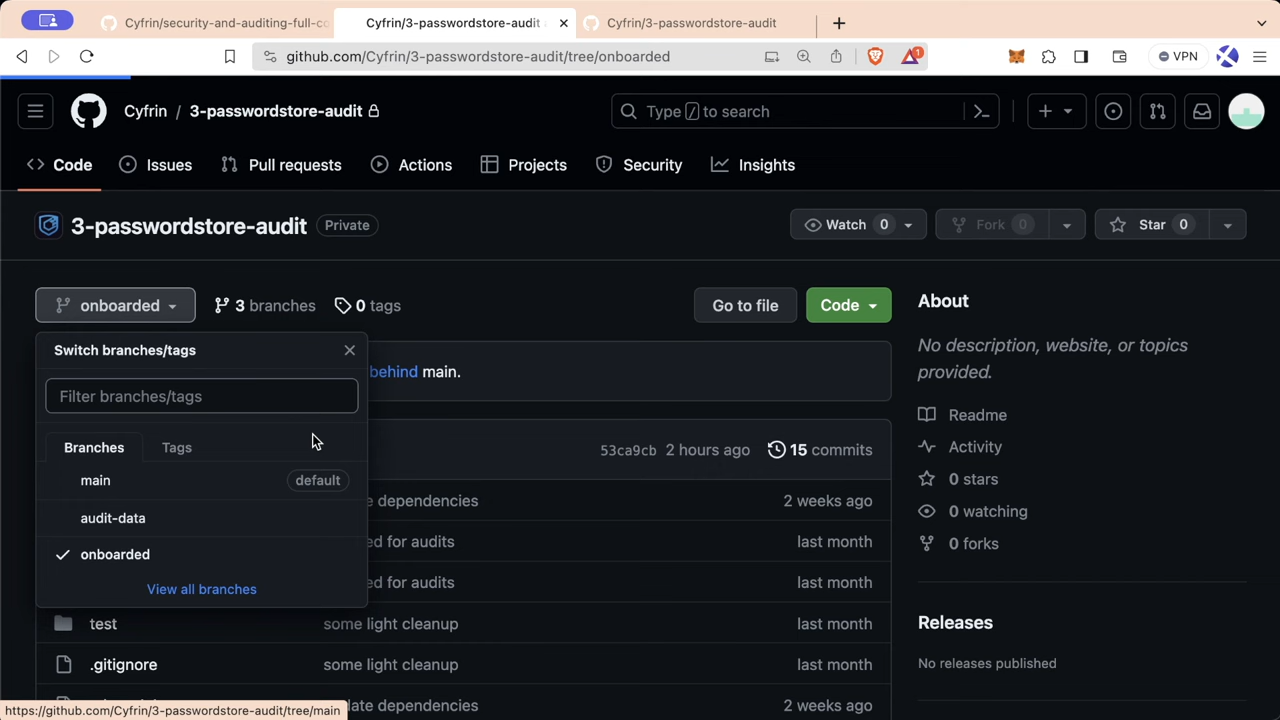 Cyfrin/security-and-auditing-full-co
Cyfrin/3-passwordstore-audit
Cyfrin/3-passwordstore-audit
github.com/Cyfrin/3-passwordstore-audit/tree/onboarded
1
VPN
Cyfrin / 3-passwordstore-audit
Type / to search
Code
Issues
Pull requests
Actions
Projects
Security
Insights
3-passwordstore-audit
Private
Watch 0
Fork 0
Star 0
onboarded
3 branches
0 tags
Go to file
Code
About
Switch branches/tags
No description, website, or topics
provided.
behind main.
Filter branches/tags
Readme
Branches
Tags
53ca9cb 2 hours ago
15 commits
Activity
main
default
0 stars
e dependencies
2 weeks ago
audit-data
0 watching
ed for audits
last month
0 forks
onboarded
View all branches
ed for audits
last month
test
some light cleanup
last month
Releases
.gitignore
some light cleanup
last month
No releases published
date dependencies
2 weeks ago
https://github.com/Cyfrin/3-passwordstore-audit/tree/main